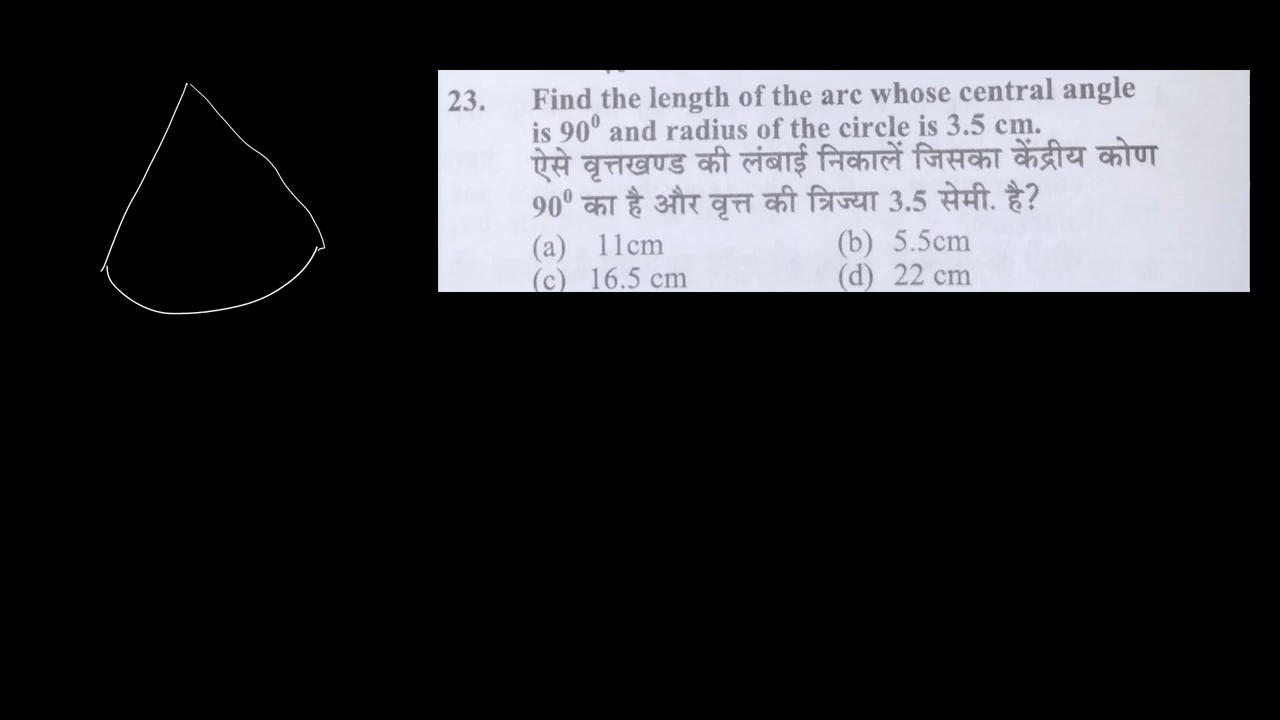 23. Find the length of the arc whose central angle
is 90⁰ and radius of the circle is 3.5 cm.
ऐसे वृत्तखण्ड की लंबाई निकालें जिसका केंद्रीय कोण
90⁰ का है और वृत्त की त्रिज्या 3.5 सेमी. है?
(a) 11cm (b) 5.5cm
(c) 16.5 cm (d) 22 cm